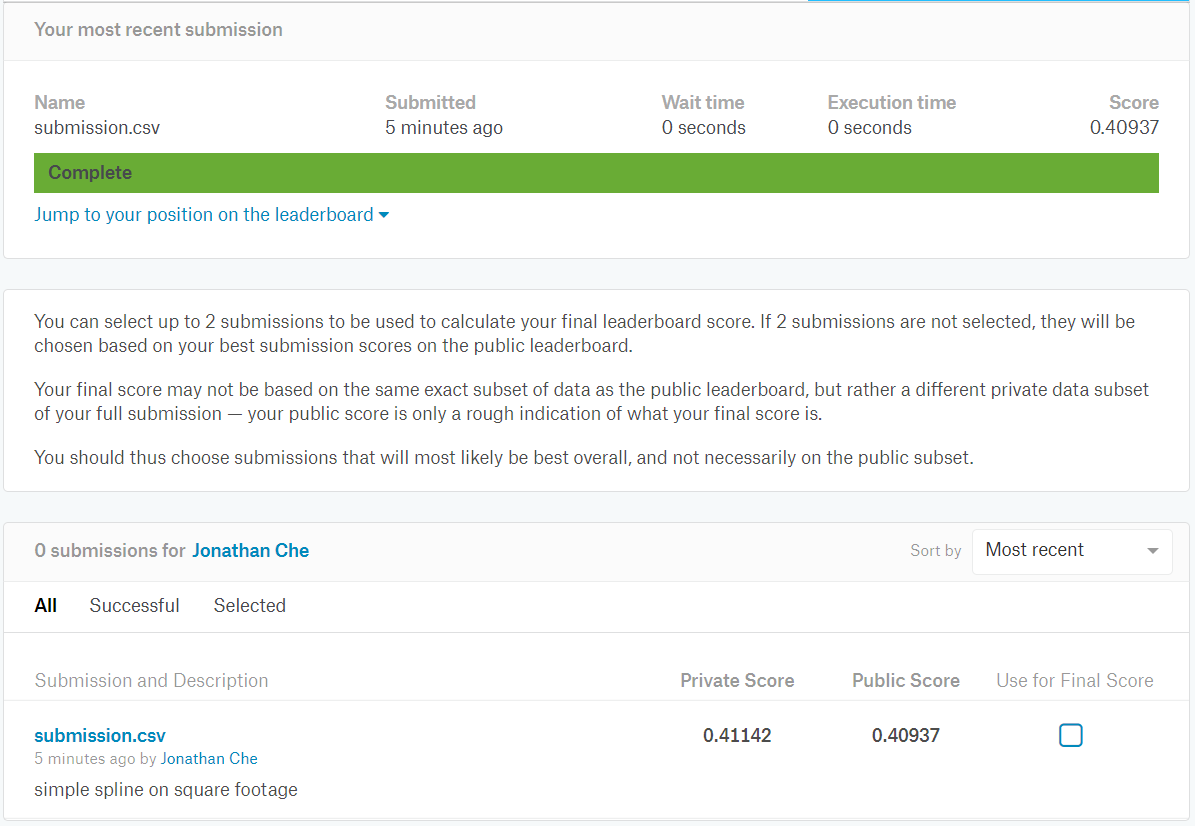 Your most recent submission
Name Submitted Wait time Execution time Score
submission.csv 5 minutes ago 0 seconds 0 seconds 0.40937
Complete
Jump to your position on the leaderboard
You can select up to 2 submissions to be used to calculate your final leaderboard score. If 2 submissions are not selected, they will be
chosen based on your best submission scores on the public leaderboard.
Your final score may not be based on the same exact subset of data as the public leaderboard, but rather a different private data subset
of your full submission — your public score is only a rough indication of what your final score is.
You should thus choose submissions that will most likely be best overall, and not necessarily on the public subset.
0 submissions for Jonathan Che Sort by Most recent
All Successful Selected
Submission and Description Private Score Public Score Use for Final Score
submission.csv 0.41142 0.40937
5 minutes ago by Jonathan Che
simple spline on square footage